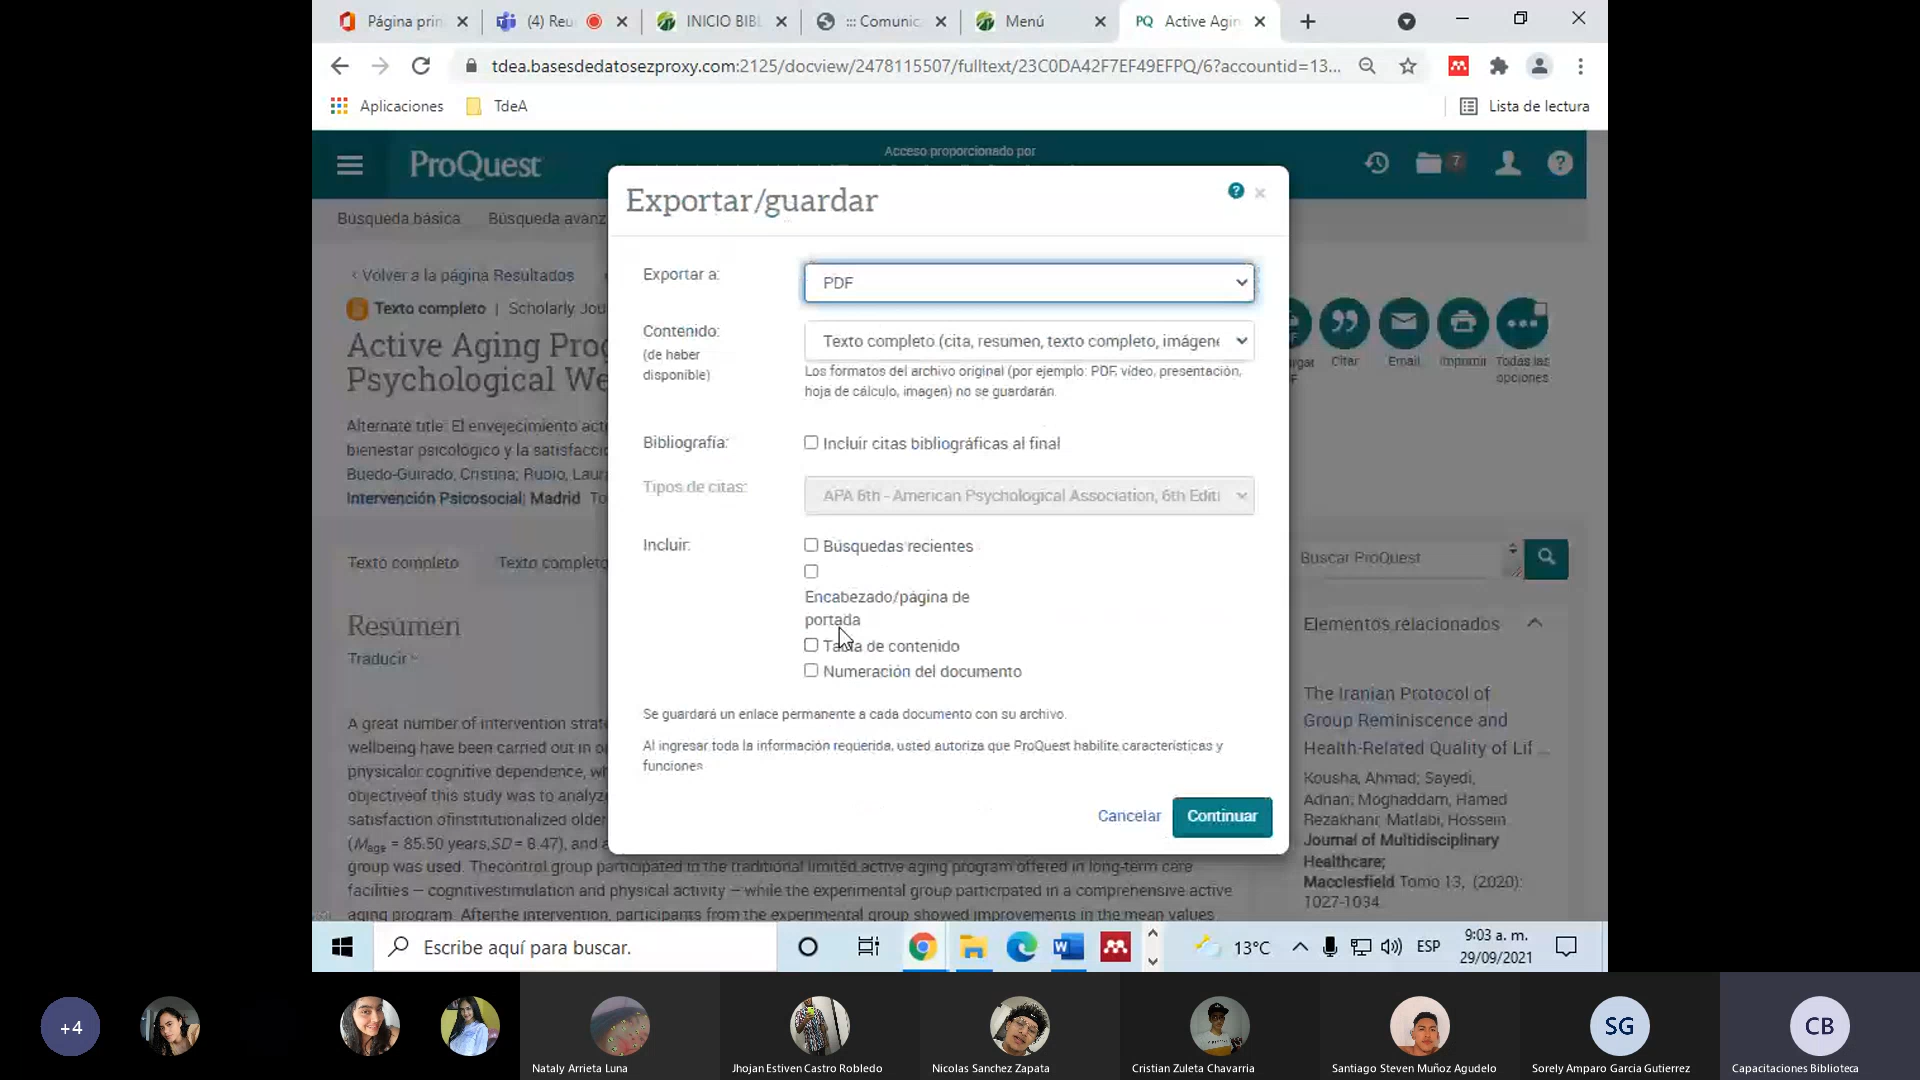 Página prin
(4) Reu
INICIO BIBL
::: Comunica
Menú
PQ Active Agin
tdea.basesdedatosezproxy.com:2125/docview/2478115507/fulltext/23C0DA42F7EF49EFPQ/6?accountid=13...
Aplicaciones
TdeA
Lista de lectura
ProQuest
Acceso proporcionado por
7
Búsqueda básica
Búsqueda avanz
Exportar/guardar
Exportar a:
PDF
Contenido:
(de haber
disponible)
Texto completo (cita, resumen, texto completo, imágene
Los formatos del archivo original (por ejemplo: PDF, vídeo, presentación,
hoja de cálculo, imagen) no se guardarán.
Bibliografía:
Incluir citas bibliográficas al final
Tipos de citas:
APA 6th - American Psychological Association, 6th Editi
Incluir:
Búsquedas recientes
Encabezado/página de
portada
Tabla de contenido
Numeración del documento
Se guardará un enlace permanente a cada documento con su archivo.
Al ingresar toda la información requerida, usted autoriza que ProQuest habilite características y
funciones
Cancelar
Continuar
‹ Volver a la página Resultados
Texto completo | Scholarly Jou
Active Aging Prog
Psychological We
Alternate title: El envejecimiento act
bienestar psicológico y la satisfacció
Buedo-Guirado, Cristina; Rubio, Laur
Intervención Psicosocial; Madrid To
Citar
Email
Imprimir
Todas las
opciones
Texto completo
Texto completo
Buscar ProQuest
Resumen
Traducir
A great number of intervention strate
wellbeing have been carried out in o
physicalor cognitive dependence, wh
objectiveof this study was to analyze
satisfaction ofinstitutionalized older
(Mage = 85.50 years,SD = 8.47), and a
group was used. Thecontrol group participated to the traditional limited active aging program offered in long-term care
facilities — cognitivestimulation and physical activity —while the experimental group participated in a comprehensive active
aging program. Afterthe intervention, participants from the experimental group showed improvements in the mean values
Elementos relacionados
The Iranian Protocol of
Group Reminiscence and
Health-Related Quality of Lif ...
Kousha, Ahmad; Sayedi,
Adnan; Moghaddam, Hamed
Rezakhani; Matlabi, Hossein.
Journal of Multidisciplinary
Healthcare;
Macclesfield Tomo 13, (2020):
1027-1034.
Escribe aquí para buscar.
13°C
ESP
9:03 a. m.
29/09/2021
+4
Nataly Arrieta Luna
Jhojan Estiven Castro Robledo
Nicolas Sanchez Zapata
Cristian Zuleta Chavarria
Santiago Steven Muñoz Agudelo
SG
Sorely Amparo Garcia Gutierrez
CB
Capacitaciones Biblioteca